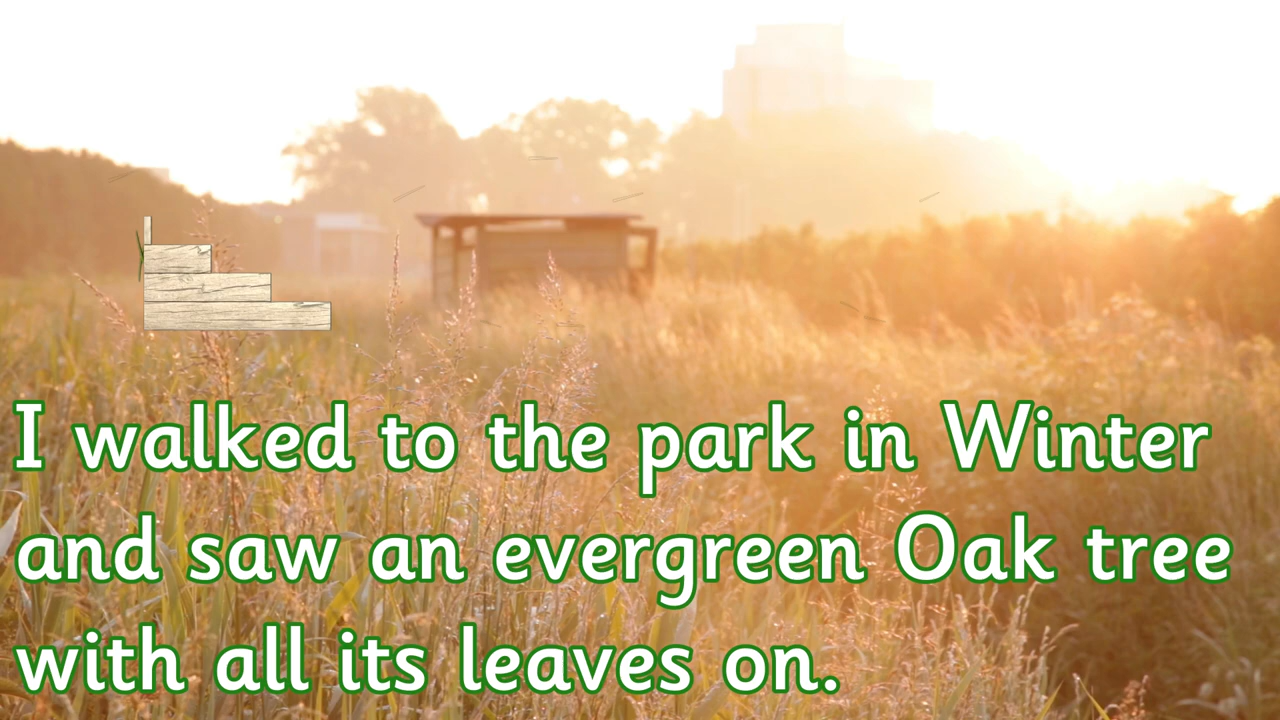 I walked to the park in Winter
and saw an evergreen Oak tree
with all its leaves on.